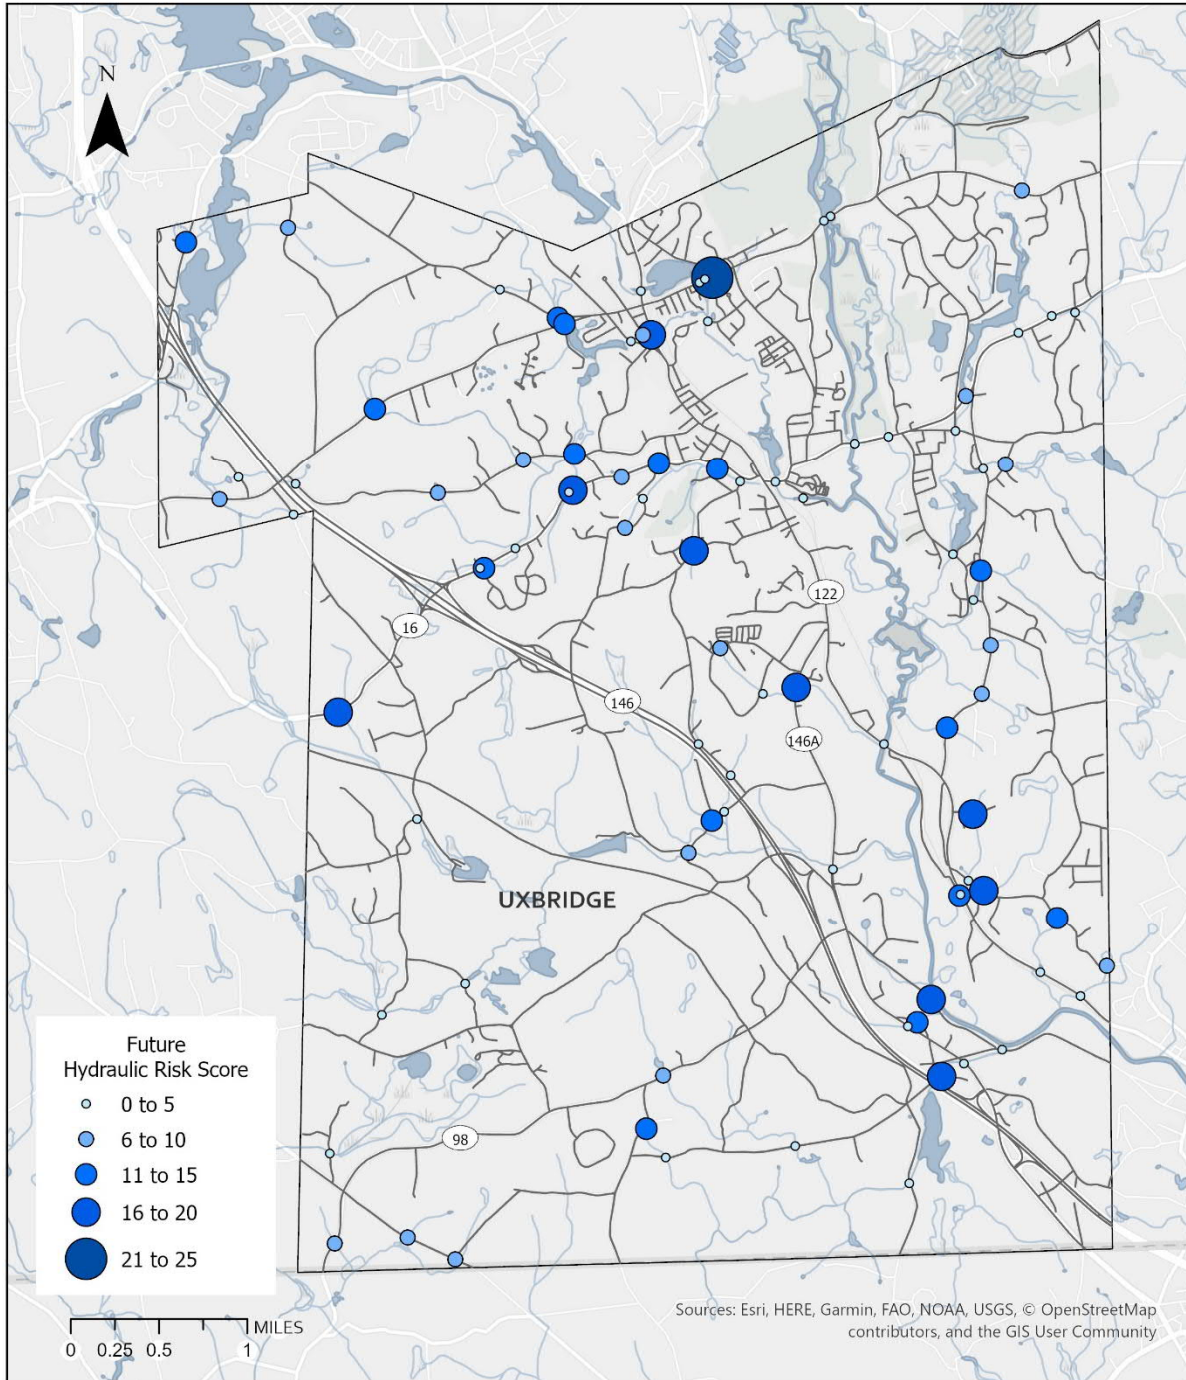 N
122
16
146
146A
UXBRIDGE
98
Future
Hydraulic Risk Score
0 to 5
6 to 10
11 to 15
16 to 20
21 to 25
MILES
0 0.25 0.5 1
Sources: Esri, HERE, Garmin, FAO, NOAA, USGS, © OpenStreetMap
contributors, and the GIS User Community